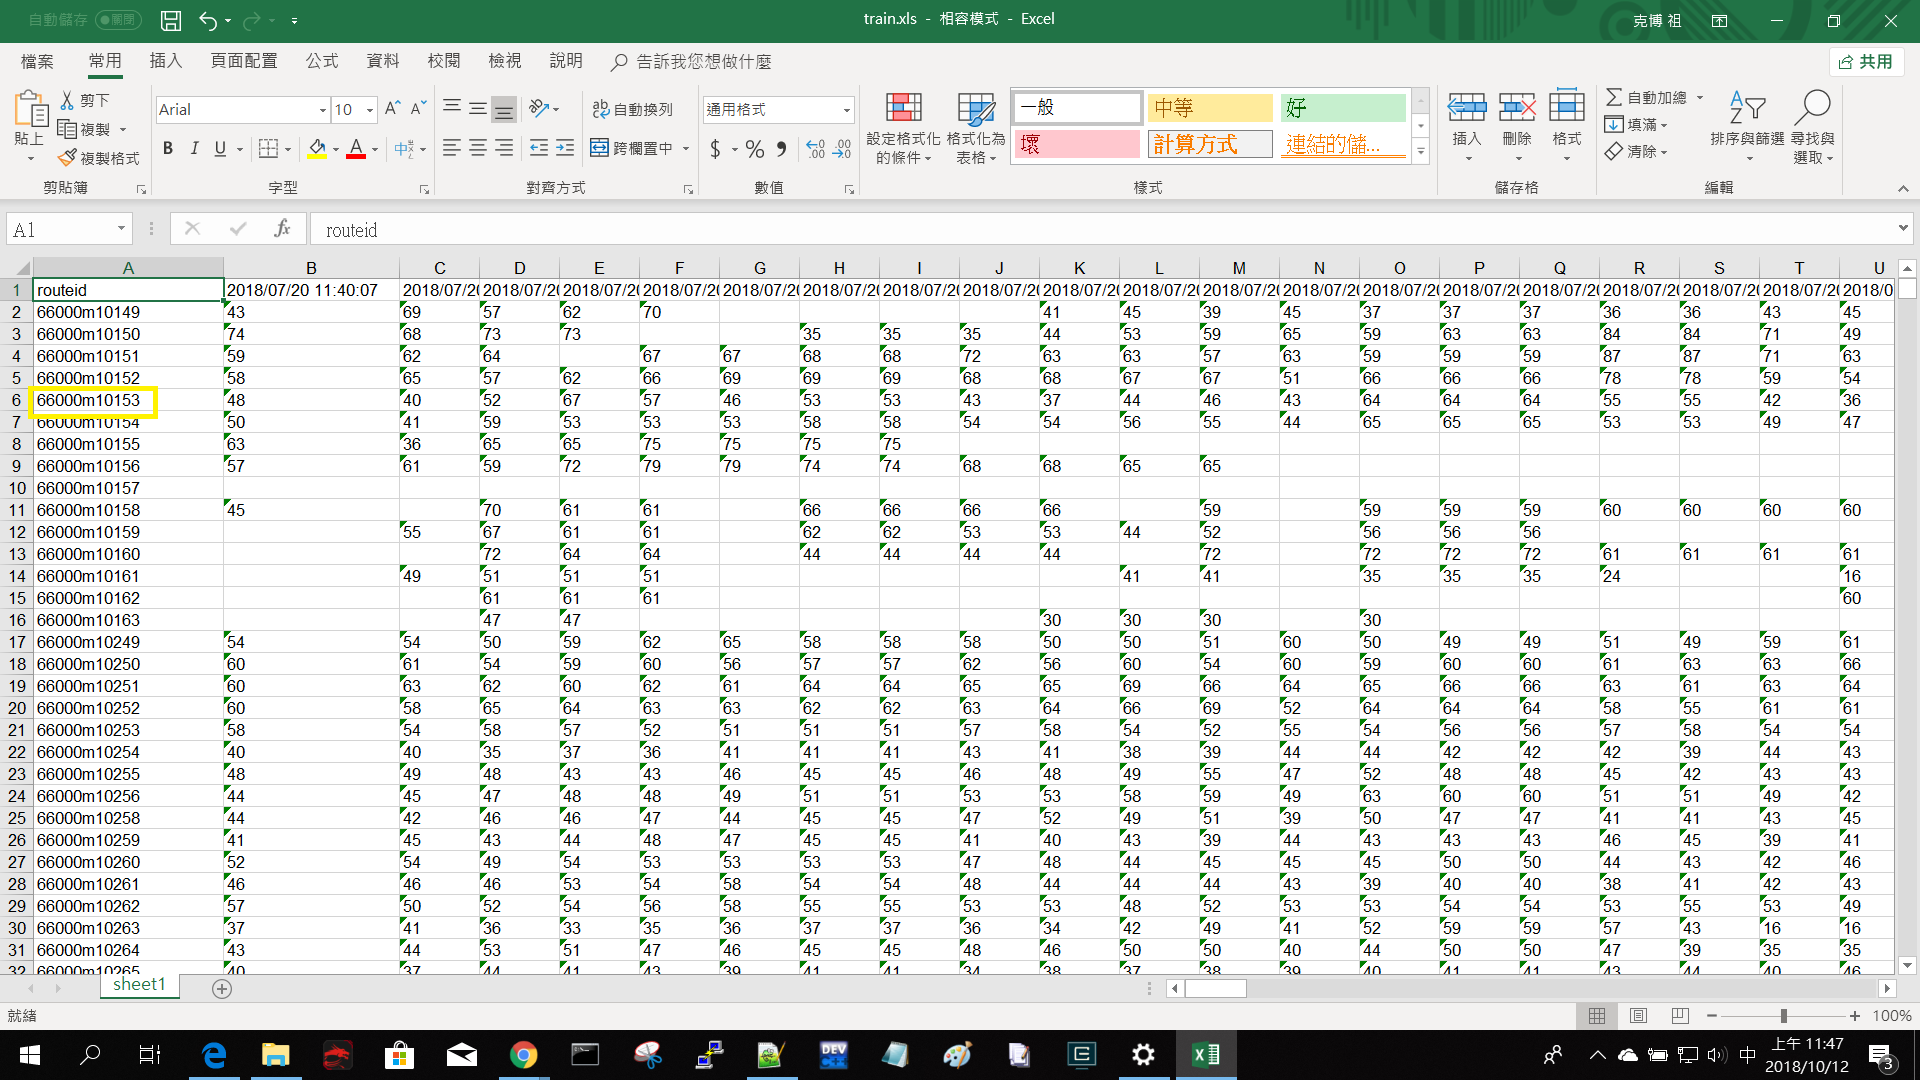 自動儲存 關閉
train.xls - 相容模式 - Excel
克博 祖
檔案 常用 插入 頁面配置 公式 資料 校閱 檢視 說明 告訴我您想做什麼 共用
貼上 剪下 複製 複製格式 剪貼簿
Arial 10 B I U 字型
自動換列 跨欄置中 對齊方式
通用格式 $ % 數值
設定格式化的條件 格式化為表格
一般 中等 好
壞 計算方式 連結的儲...
樣式
插入 刪除 格式 儲存格
自動加總 填滿 清除 排序與篩選 尋找與選取 編輯
A1 fx routeid
A B C D E F G H I J K L M N O P Q R S T U
1 routeid 2018/07/20 11:40:07 2018/07/20 2018/07/20 2018/07/20 2018/07/20 2018/07/20 2018/07/20 2018/07/20 2018/07/20 2018/07/20 2018/07/20 2018/07/20 2018/07/20 2018/07/20 2018/07/20 2018/07/20 2018/07/20 2018/07/20 2018/07/20 2018/0
2 66000m10149 43 69 57 62 70 41 45 39 45 37 37 37 36 36 43 45
3 66000m10150 74 68 73 73 35 35 35 44 53 59 65 59 63 63 84 84 71 49
4 66000m10151 59 62 64 67 67 68 68 72 63 63 57 63 59 59 59 87 87 71 63
5 66000m10152 58 65 57 62 66 69 69 69 68 68 67 67 51 66 66 66 78 78 59 54
6 66000m10153 48 40 52 67 57 46 53 53 43 37 44 46 43 64 64 64 55 55 42 36
7 66000m10154 50 41 59 53 53 53 58 58 54 54 56 55 44 65 65 65 53 53 49 47
8 66000m10155 63 36 65 65 75 75 75 75
9 66000m10156 57 61 59 72 79 79 74 74 68 68 65 65
10 66000m10157
11 66000m10158 45 70 61 61 66 66 66 66 59 59 59 59 60 60 60 60
12 66000m10159 55 67 61 61 62 62 53 53 44 52 56 56 56
13 66000m10160 72 64 64 44 44 44 44 72 72 72 72 61 61 61 61
14 66000m10161 49 51 51 51 41 41 35 35 35 24 16
15 66000m10162 61 61 61 60
16 66000m10163 47 47 30 30 30 30
17 66000m10249 54 54 50 59 62 65 58 58 58 50 50 51 60 50 49 49 51 49 59 61
18 66000m10250 60 61 54 59 60 56 57 57 62 56 60 54 60 59 60 60 61 63 63 66
19 66000m10251 60 63 62 60 62 61 64 64 65 65 69 66 64 65 66 66 63 61 63 64
20 66000m10252 60 58 65 64 63 63 62 62 63 64 66 69 52 64 64 64 58 55 61 61
21 66000m10253 58 54 58 57 52 51 51 51 57 58 54 52 55 54 56 56 57 58 54 54
22 66000m10254 40 40 35 37 36 41 41 41 43 41 38 39 44 44 42 42 42 39 44 43
23 66000m10255 48 49 48 43 43 46 45 45 46 48 49 55 47 52 48 48 45 42 43 43
24 66000m10256 44 45 47 48 48 49 51 51 53 53 58 59 49 63 60 60 51 51 49 42
25 66000m10258 44 42 46 46 47 44 45 45 47 52 49 51 39 50 47 47 41 41 43 45
26 66000m10259 41 45 43 44 48 47 45 45 41 40 43 39 44 43 43 43 46 45 39 41
27 66000m10260 52 54 49 54 53 53 53 53 47 48 44 45 45 45 50 50 44 43 42 46
28 66000m10261 46 46 46 53 54 58 54 54 48 44 44 44 43 39 40 40 38 41 42 43
29 66000m10262 57 50 52 54 56 58 55 55 53 53 48 52 53 53 54 54 53 55 53 49
30 66000m10263 37 41 36 33 35 36 37 37 36 34 42 49 41 52 59 59 57 43 16 16
31 66000m10264 43 44 53 51 47 46 45 45 48 46 50 50 40 44 50 50 47 39 35 35
32 66000m10265 40 37 44 41 43 39 41 41 34 38 37 38 39 40 41 41 43 44 40 46
sheet1
就緒 100%
DEV C++
中 上午 11:47
2018/10/12
3